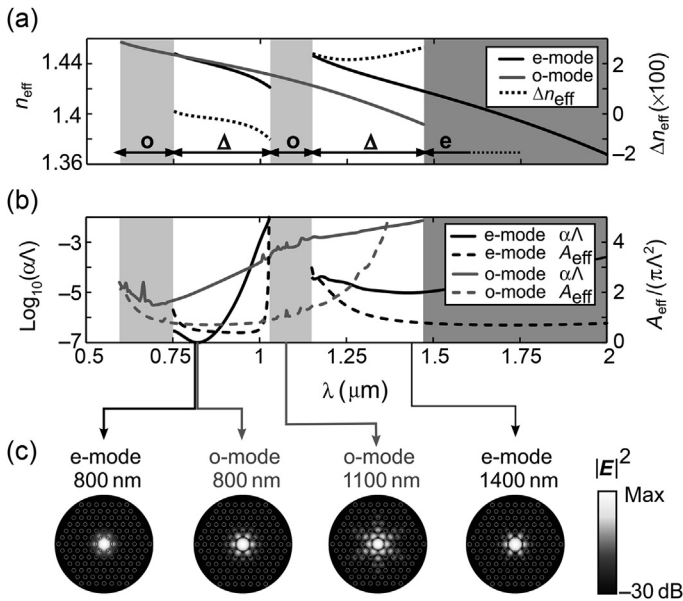 (a)
1.44
1.4
1.36
n_eff
e-mode
o-mode
Δn_eff
2
0
−2
Δn_eff (×100)
o Δ o Δ e
(b)
−3
−5
−7
Log₁₀(αΛ)
e-mode αΛ
e-mode A_eff
o-mode αΛ
o-mode A_eff
4
3
2
1
0
A_eff/(πΛ²)
0.5 0.75 1 1.25 1.5 1.75 2
λ (μm)
(c)
e-mode
800 nm
o-mode
800 nm
o-mode
1100 nm
e-mode
1400 nm
|E|²
Max
−30 dB